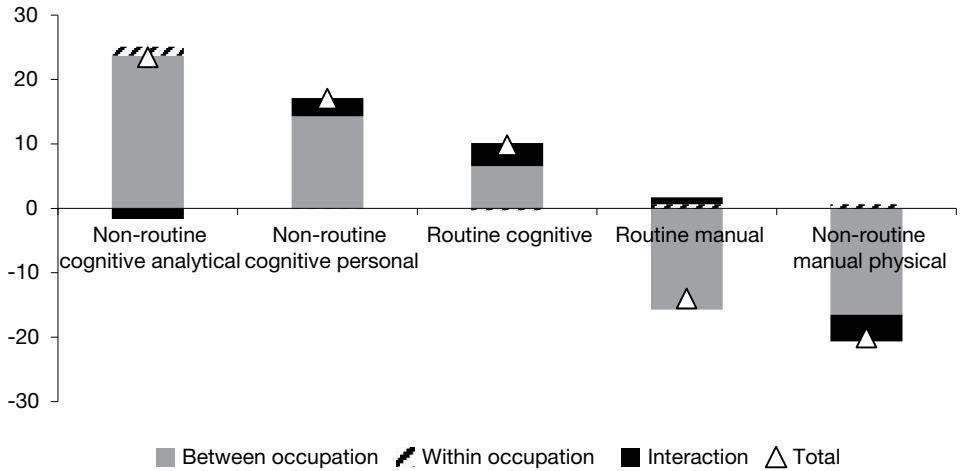 30
20
10
0
-10
-20
-30
Non-routine cognitive analytical
Non-routine cognitive personal
Routine cognitive
Routine manual
Non-routine manual physical
Between occupation
Within occupation
Interaction
Total